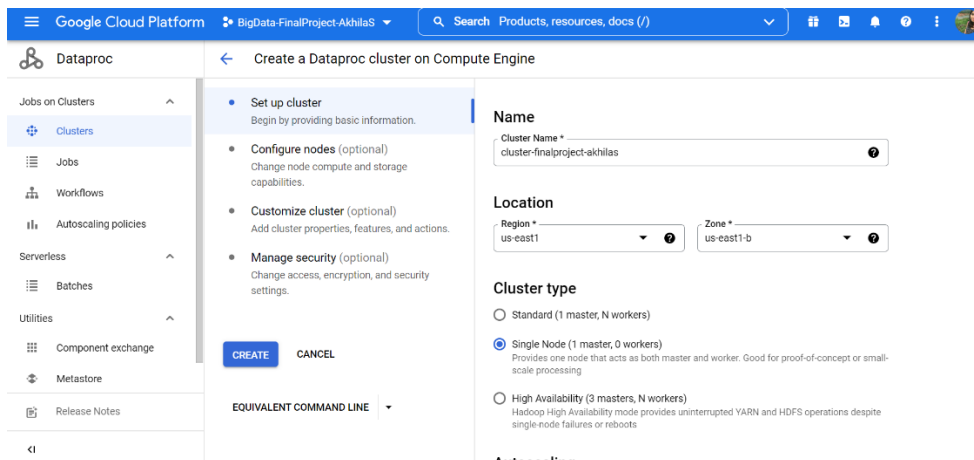 Google Cloud Platform
BigData-FinalProject-AkhilaS
Search Products, resources, docs (/)
Dataproc
Create a Dataproc cluster on Compute Engine
Jobs on Clusters
Clusters
Jobs
Workflows
Autoscaling policies
Serverless
Batches
Utilities
Component exchange
Metastore
Release Notes
Set up cluster
Begin by providing basic information.
Configure nodes (optional)
Change node compute and storage
capabilities.
Customize cluster (optional)
Add cluster properties, features, and actions.
Manage security (optional)
Change access, encryption, and security
settings.
CREATE CANCEL
EQUIVALENT COMMAND LINE
Name
Cluster Name *
cluster-finalproject-akhilas
Location
Region *
us-east1
Zone *
us-east1-b
Cluster type
Standard (1 master, N workers)
Single Node (1 master, 0 workers)
Provides one node that acts as both master and worker. Good for proof-of-concept or small-
scale processing
High Availability (3 masters, N workers)
Hadoop High Availability mode provides uninterrupted YARN and HDFS operations despite
single-node failures or reboots